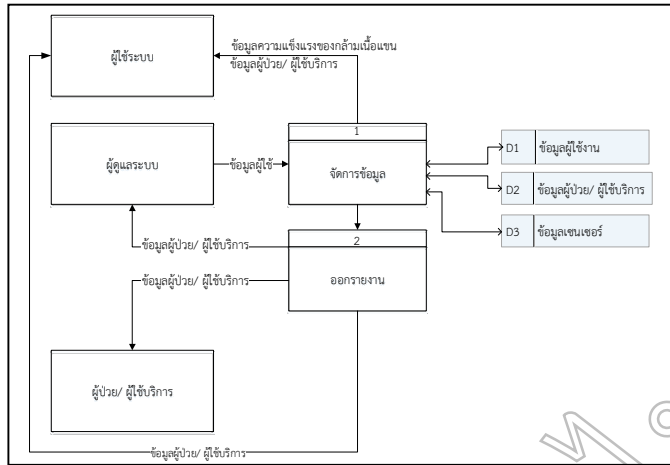 ผู้ใช้ระบบ
ข้อมูลความแข็งแรงของกล้ามเนื้อแขน
ข้อมูลผู้ป่วย/ ผู้ใช้บริการ
ผู้ดูแลระบบ
ข้อมูลผู้ใช้
1
จัดการข้อมูล
D1 ข้อมูลผู้ใช้งาน
D2 ข้อมูลผู้ป่วย/ ผู้ใช้บริการ
D3 ข้อมูลเซนเซอร์
2
ออกรายงาน
ข้อมูลผู้ป่วย/ ผู้ใช้บริการ
ข้อมูลผู้ป่วย/ ผู้ใช้บริการ
ผู้ป่วย/ ผู้ใช้บริการ
ข้อมูลผู้ป่วย/ ผู้ใช้บริการ